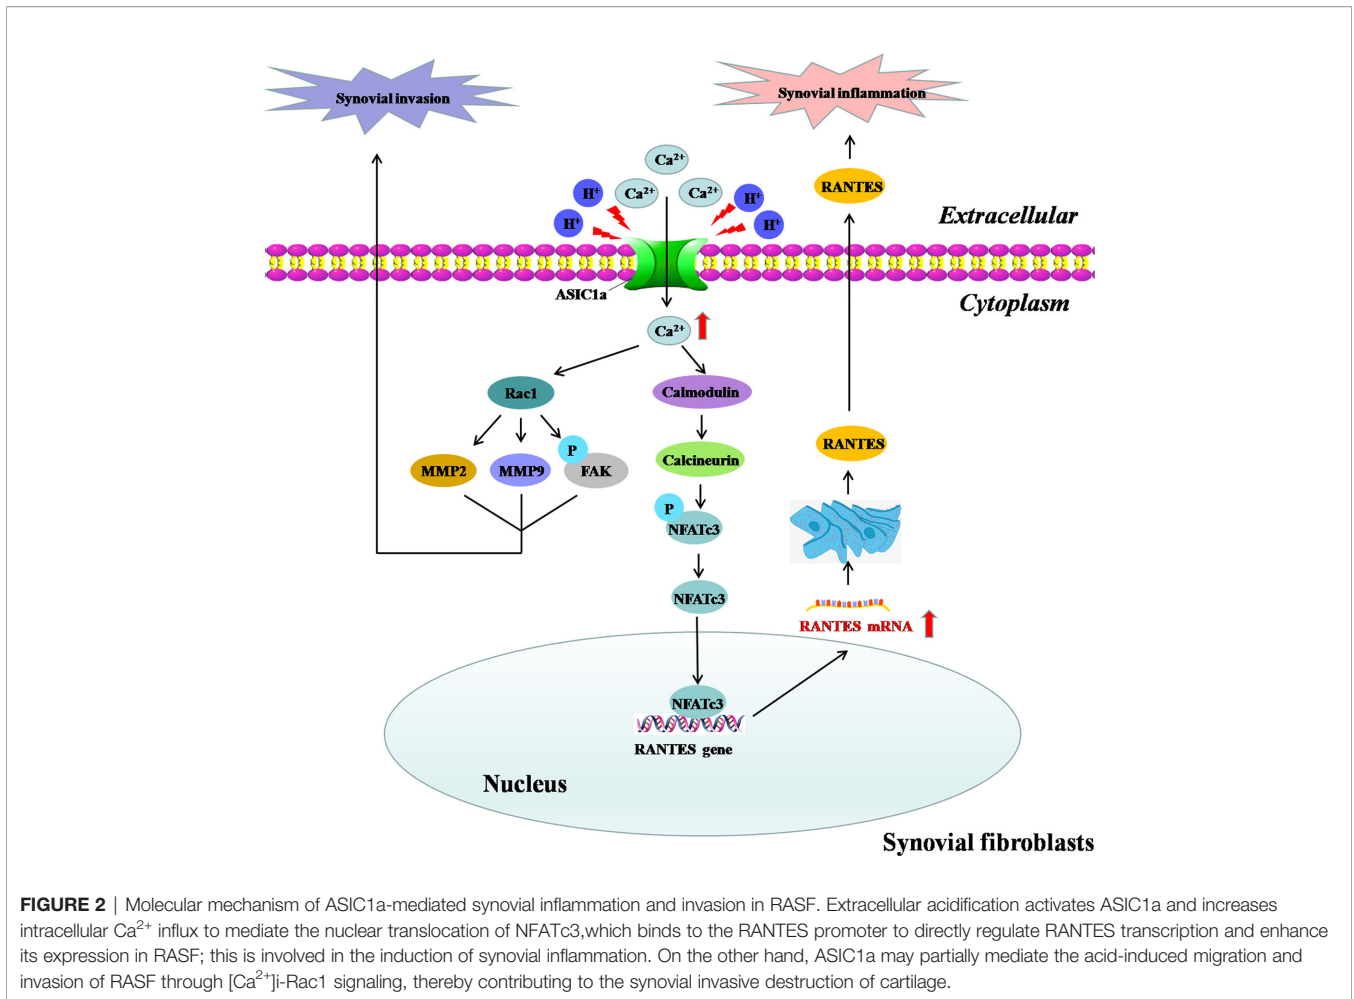 Synovial invasion
Synovial inflammation
Ca²⁺
Ca²⁺
Ca²⁺
H⁺
H⁺
H⁺
H⁺
RANTES
Extracellular
ASIC1a
Cytoplasm
Ca²⁺
Rac1
Calmodulin
MMP2
MMP9
P
FAK
Calcineurin
RANTES
P
NFATc3
NFATc3
RANTES mRNA
NFATc3
RANTES gene
Nucleus
Synovial fibroblasts
FIGURE 2 | Molecular mechanism of ASIC1a-mediated synovial inflammation and invasion in RASF. Extracellular acidification activates ASIC1a and increases
intracellular Ca²⁺ influx to mediate the nuclear translocation of NFATc3,which binds to the RANTES promoter to directly regulate RANTES transcription and enhance
its expression in RASF; this is involved in the induction of synovial inflammation. On the other hand, ASIC1a may partially mediate the acid-induced migration and
invasion of RASF through [Ca²⁺]i-Rac1 signaling, thereby contributing to the synovial invasive destruction of cartilage.